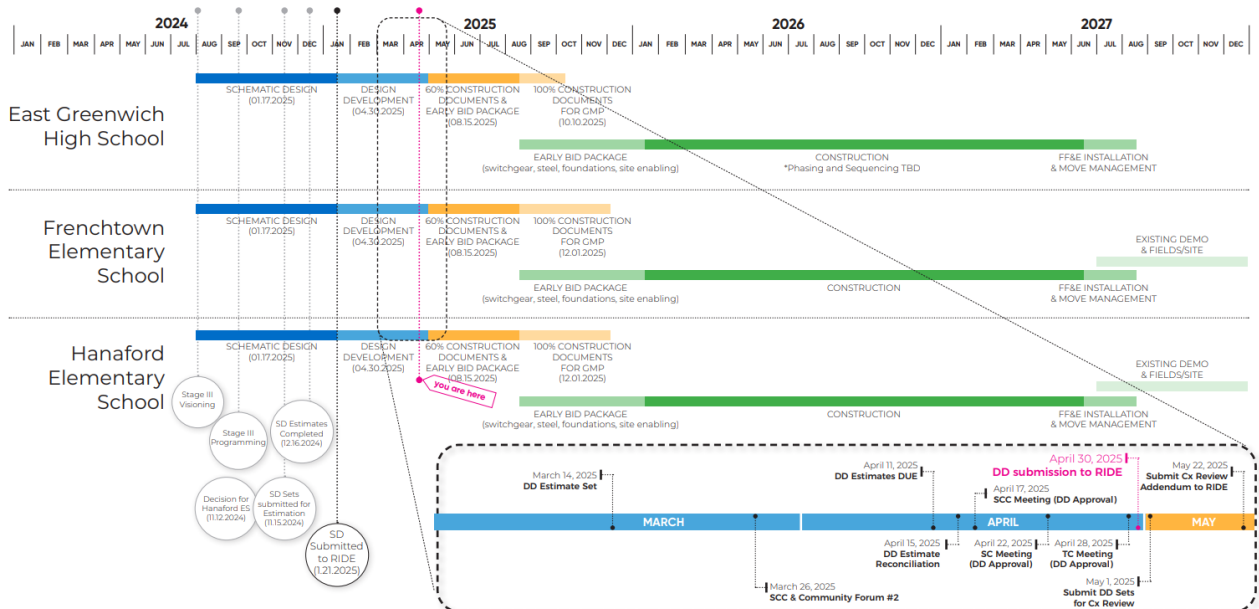 2024 2025 2026 2027
JAN FEB MAR APR MAY JUN JUL AUG SEP OCT NOV DEC JAN FEB MAR APR MAY JUN JUL AUG SEP OCT NOV DEC JAN FEB MAR APR MAY JUN JUL AUG SEP OCT NOV DEC JAN FEB MAR APR MAY JUN JUL AUG SEP OCT NOV DEC
East Greenwich
High School
SCHEMATIC DESIGN
(01.17.2025)
DESIGN
DEVELOPMENT
(04.30.2025)
60% CONSTRUCTION
DOCUMENTS &
EARLY BID PACKAGE
(08.15.2025)
100% CONSTRUCTION
DOCUMENTS
FOR GMP
(10.10.2025)
EARLY BID PACKAGE
(switchgear, steel, foundations, site enabling)
CONSTRUCTION
*Phasing and Sequencing TBD
FF&E INSTALLATION
& MOVE MANAGEMENT
Frenchtown
Elementary
School
SCHEMATIC DESIGN
(01.17.2025)
DESIGN
DEVELOPMENT
(04.30.2025)
60% CONSTRUCTION
DOCUMENTS &
EARLY BID PACKAGE
(08.15.2025)
100% CONSTRUCTION
DOCUMENTS
FOR GMP
(12.01.2025)
EXISTING DEMO
& FIELDS/SITE
EARLY BID PACKAGE
(switchgear, steel, foundations, site enabling)
CONSTRUCTION
FF&E INSTALLATION
& MOVE MANAGEMENT
Hanaford
Elementary
School
SCHEMATIC DESIGN
(01.17.2025)
DESIGN
DEVELOPMENT
(04.30.2025)
60% CONSTRUCTION
DOCUMENTS &
EARLY BID PACKAGE
(08.15.2025)
100% CONSTRUCTION
DOCUMENTS
FOR GMP
(12.01.2025)
EXISTING DEMO
& FIELDS/SITE
you are here
EARLY BID PACKAGE
(switchgear, steel, foundations, site enabling)
CONSTRUCTION
FF&E INSTALLATION
& MOVE MANAGEMENT
Stage III
Visioning
Stage III
Programming
SD Estimates
Completed
(12.16.2024)
Decision for
Hanaford ES
(11.12.2024)
SD Sets
submitted for
Estimation
(11.15.2024)
SD
Submitted
to RIDE
(1.21.2025)
March 14, 2025
DD Estimate Set
April 11, 2025
DD Estimates DUE
April 30, 2025
DD submission to RIDE
April 17, 2025
SCC Meeting (DD Approval)
May 22, 2025
Submit Cx Review
Addendum to RIDE
MARCH APRIL MAY
April 15, 2025
DD Estimate
Reconciliation
April 22, 2025
SC Meeting
(DD Approval)
April 28, 2025
TC Meeting
(DD Approval)
March 26, 2025
SCC & Community Forum #2
May 1, 2025
Submit DD Sets
for Cx Review